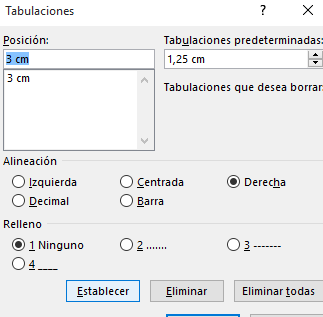 Tabulaciones
Posición:
Tabulaciones predeterminadas:
3 cm
1,25 cm
3 cm
Tabulaciones que desea borrar:
Alineación
Izquierda
Centrada
Derecha
Decimal
Barra
Relleno
1 Ninguno
2 .......
3 -------
4 ____
Establecer
Eliminar
Eliminar todas